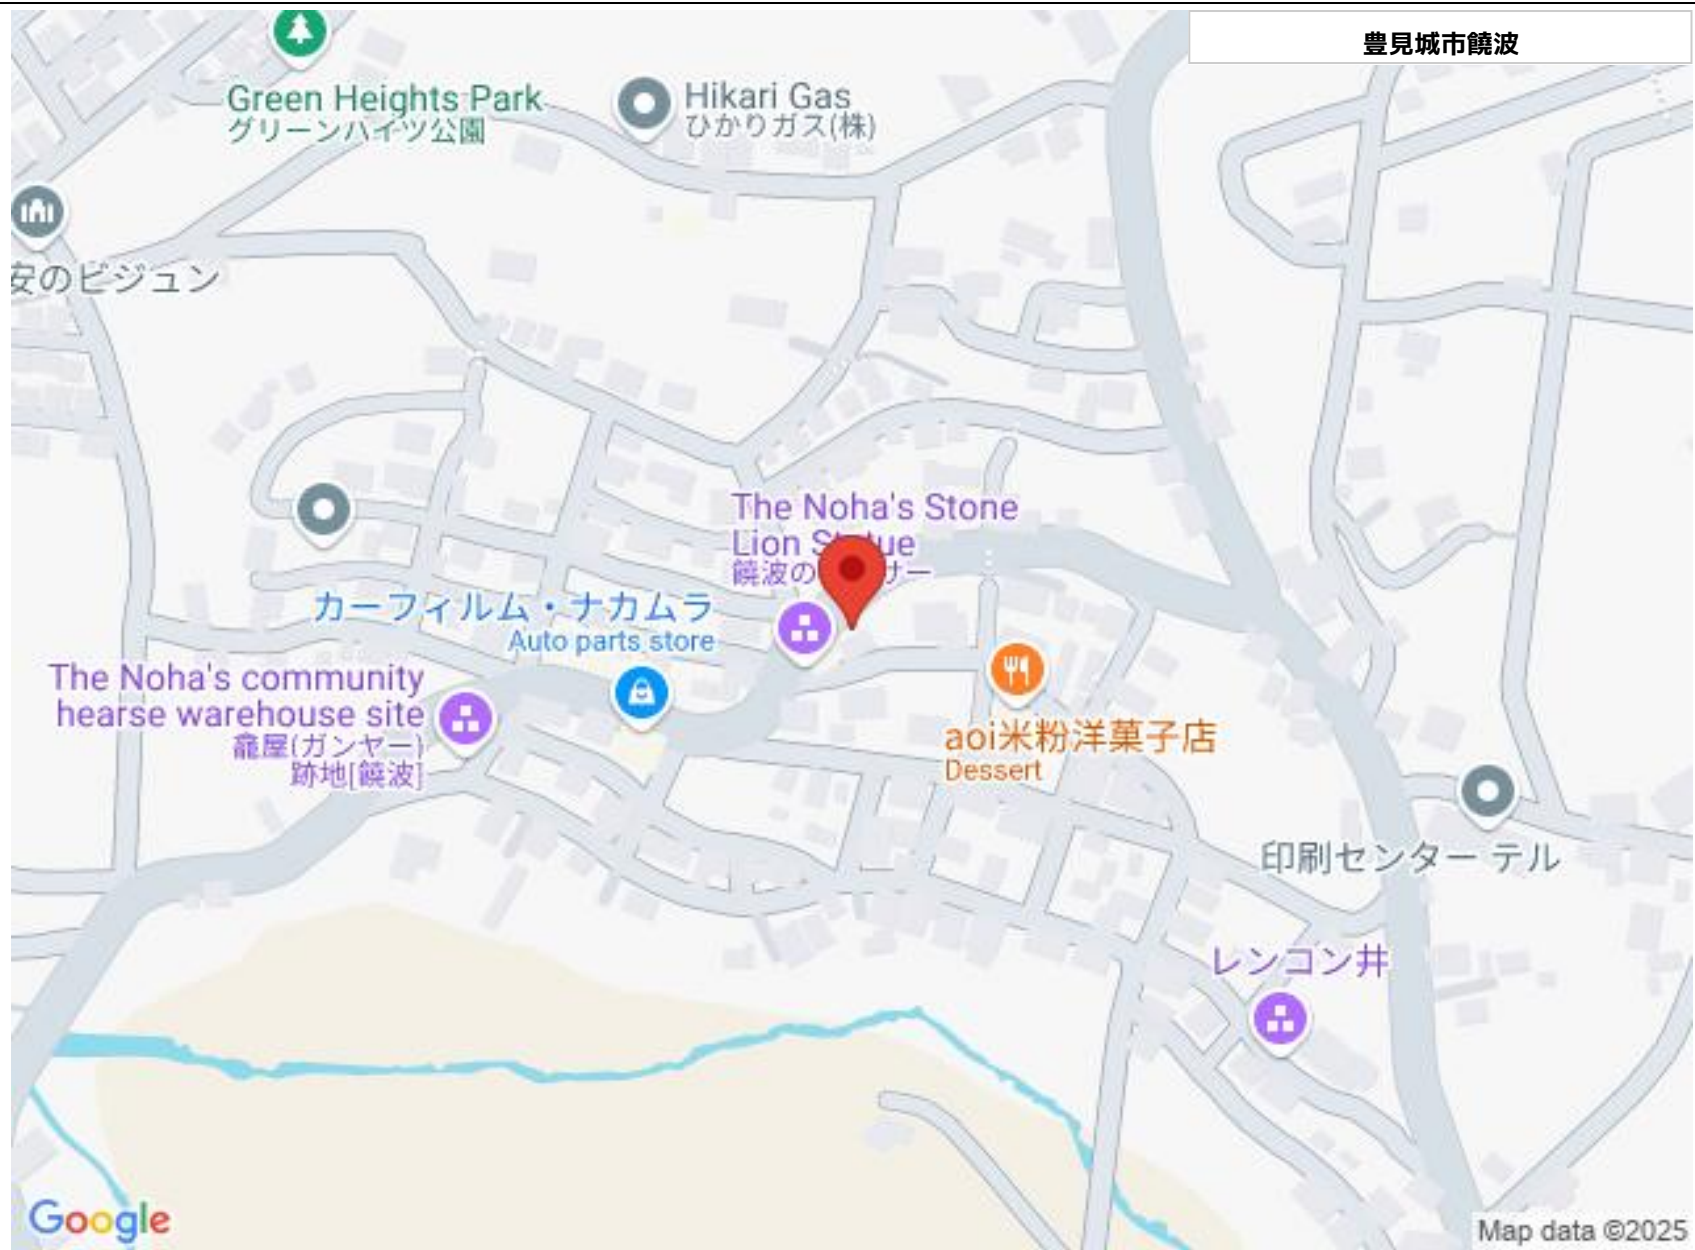 豊見城市饒波
Green Heights Park
グリーンハイツ公園
Hikari Gas
ひかりガス(株)
安のビジュン
The Noha's Stone
Lion Statue
饒波の
サー
カーフィルム・ナカムラ
Auto parts store
The Noha's community
hearse warehouse site
龕屋(ガンヤー)
跡地[饒波]
aoi米粉洋菓子店
Dessert
印刷センター テル
レンコン井
Google
Map data ©2025